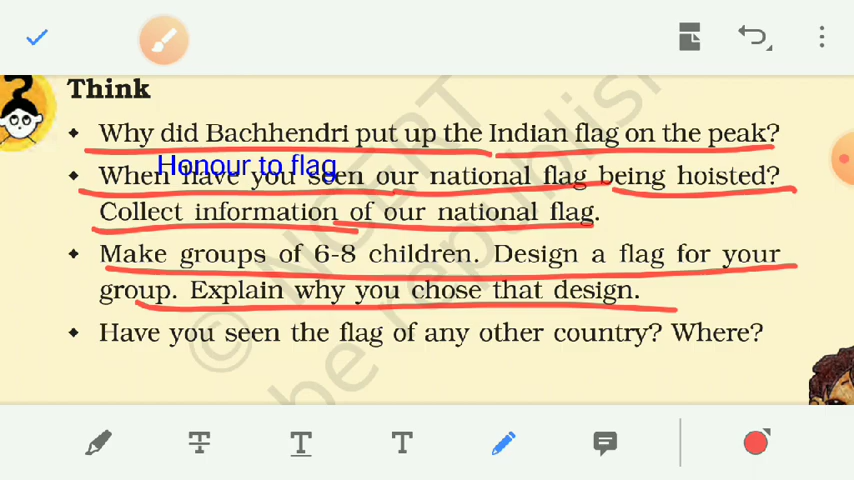 Think
◆ Why did Bachhendri put up the Indian flag on the peak?
Honour to flag
◆ When have you seen our national flag being hoisted?
Collect information of our national flag.
◆ Make groups of 6-8 children. Design a flag for your
group. Explain why you chose that design.
◆ Have you seen the flag of any other country? Where?
© NCERT
be republish
T T T